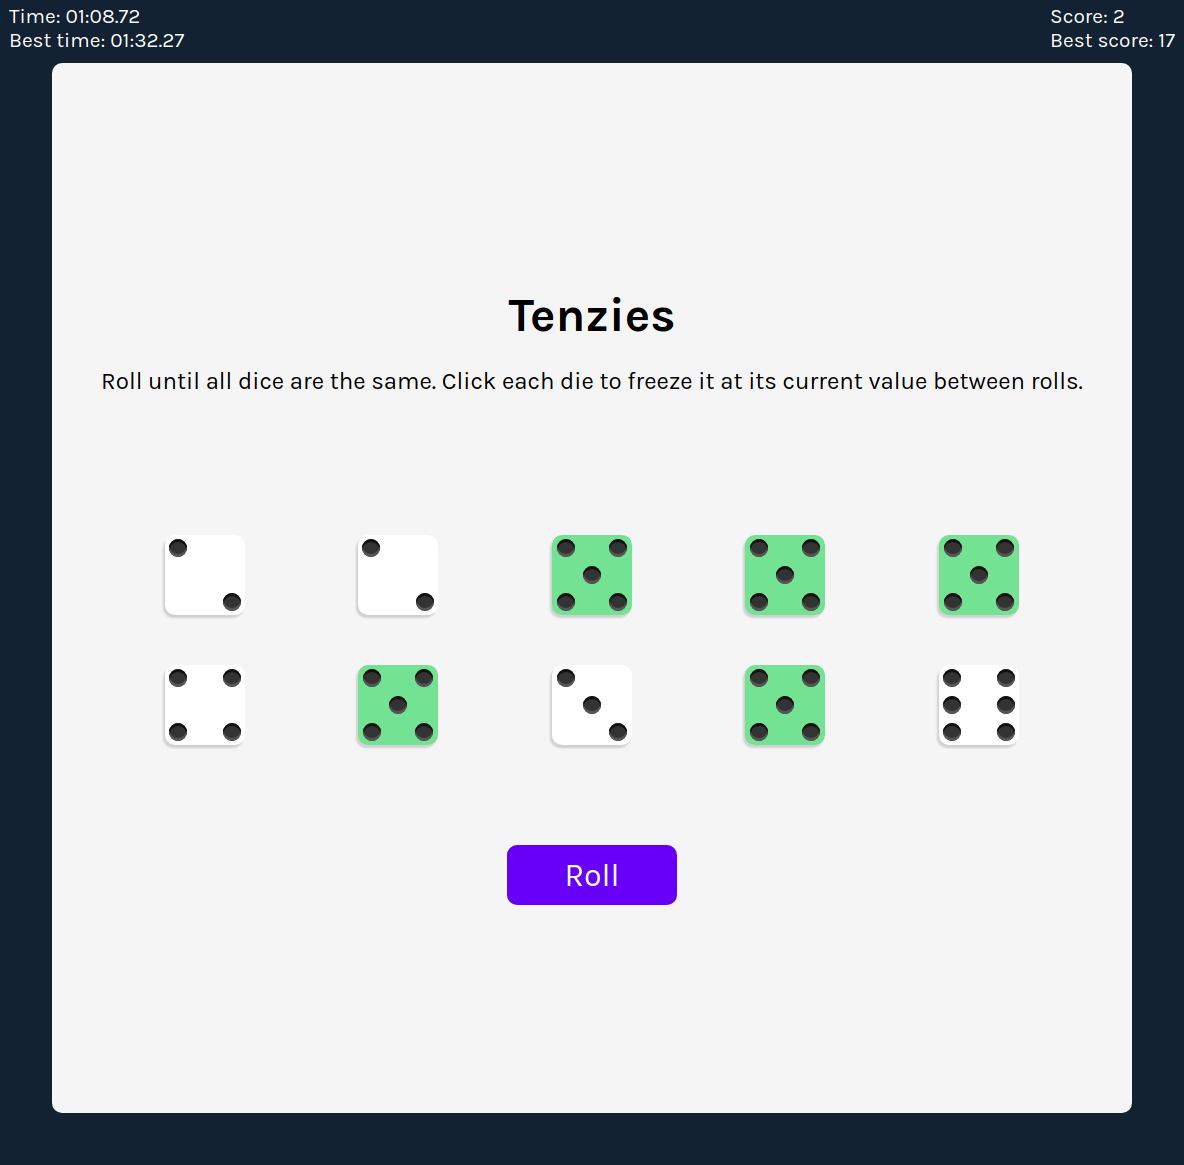 Time: 01:08.72
Best time: 01:32.27
Score: 2
Best score: 17
Tenzies
Roll until all dice are the same. Click each die to freeze it at its current value between rolls.
Roll